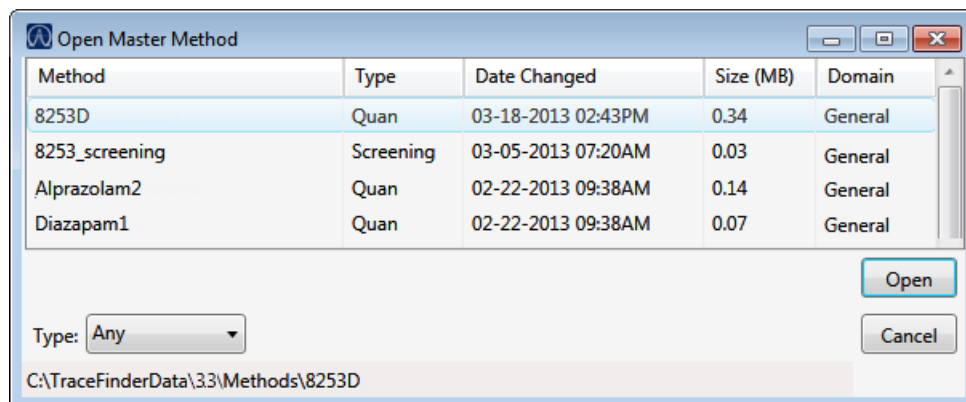 Open Master Method
Method Type Date Changed Size (MB) Domain
8253D Quan 03-18-2013 02:43PM 0.34 General
8253_screening Screening 03-05-2013 07:20AM 0.03 General
Alprazolam2 Quan 02-22-2013 09:38AM 0.14 General
Diazapam1 Quan 02-22-2013 09:38AM 0.07 General
Open
Type: Any Cancel
C:\TraceFinderData\3.3\Methods\8253D